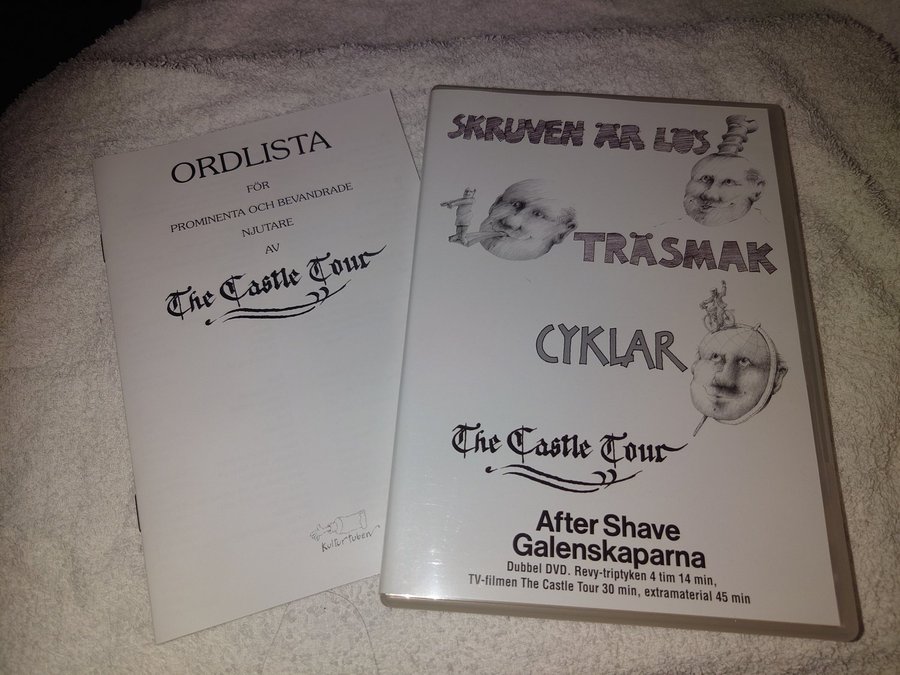 ORDLISTA
FÖR
PROMINENTA OCH BEVANDRADE
NJUTARE
AV
The Castle Tour
Kulturtuben
SKRUVEN ÄR LÖS
TRÄSMAK
CYKLAR
The Castle Tour
After Shave
Galenskaparna
Dubbel DVD. Revy-triptyken 4 tim 14 min,
TV-filmen The Castle Tour 30 min, extramaterial 45 min